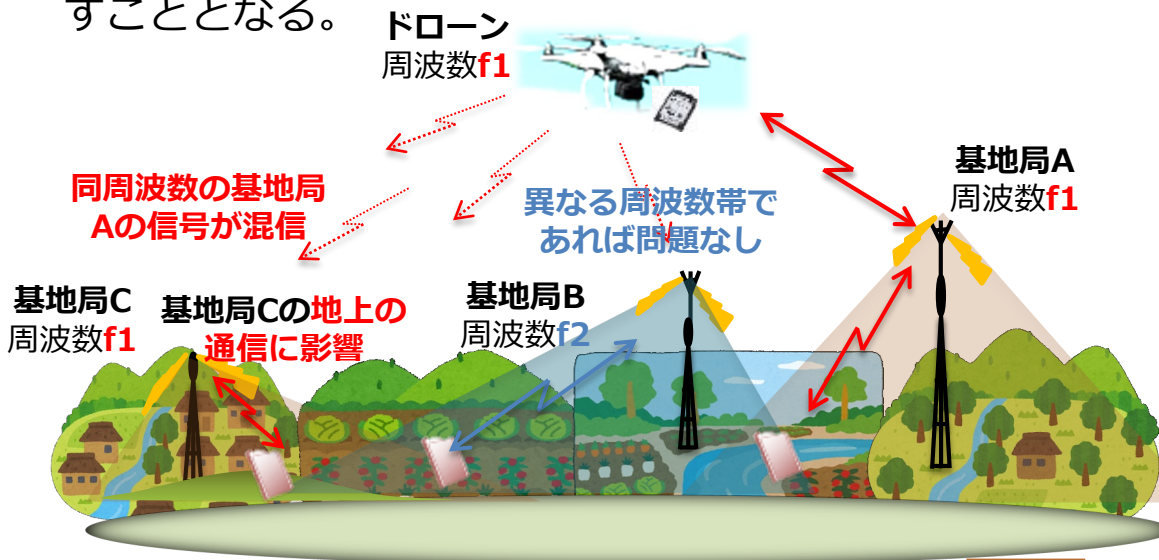 すこととなる。
ドローン
周波数f1
基地局A
周波数f1
同周波数の基地局
Aの信号が混信
異なる周波数帯で
あれば問題なし
基地局C
周波数f1
基地局Cの地上の
通信に影響
基地局B
周波数f2